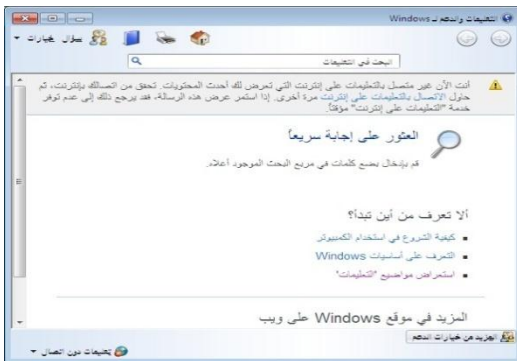 التعليمات والدعم لـ Windows
سؤال خيارات
البحث في التعليمات
أنت الآن غير متصل بالتعليمات على إنترنت التي تعرض لك أحدث المحتويات. تحقق من اتصالك بإنترنت، ثم
حاول الاتصال بالتعليمات على إنترنت مرة أخرى. إذا استمر عرض هذه الرسالة، فقد يرجع ذلك إلى عدم توفر
خدمة "التعليمات على إنترنت" مؤقتاً.
العثور على إجابة سريعاً
قم بإدخال بضع كلمات في مربع البحث الموجود أعلاه.
ألا تعرف من أين تبدأ؟
كيفية الشروع في استخدام الكمبيوتر
التعرف على أساسيات Windows
استعراض مواضيع "التعليمات"
المزيد في موقع Windows على ويب
المزيد من خيارات الدعم
تعليمات دون اتصال